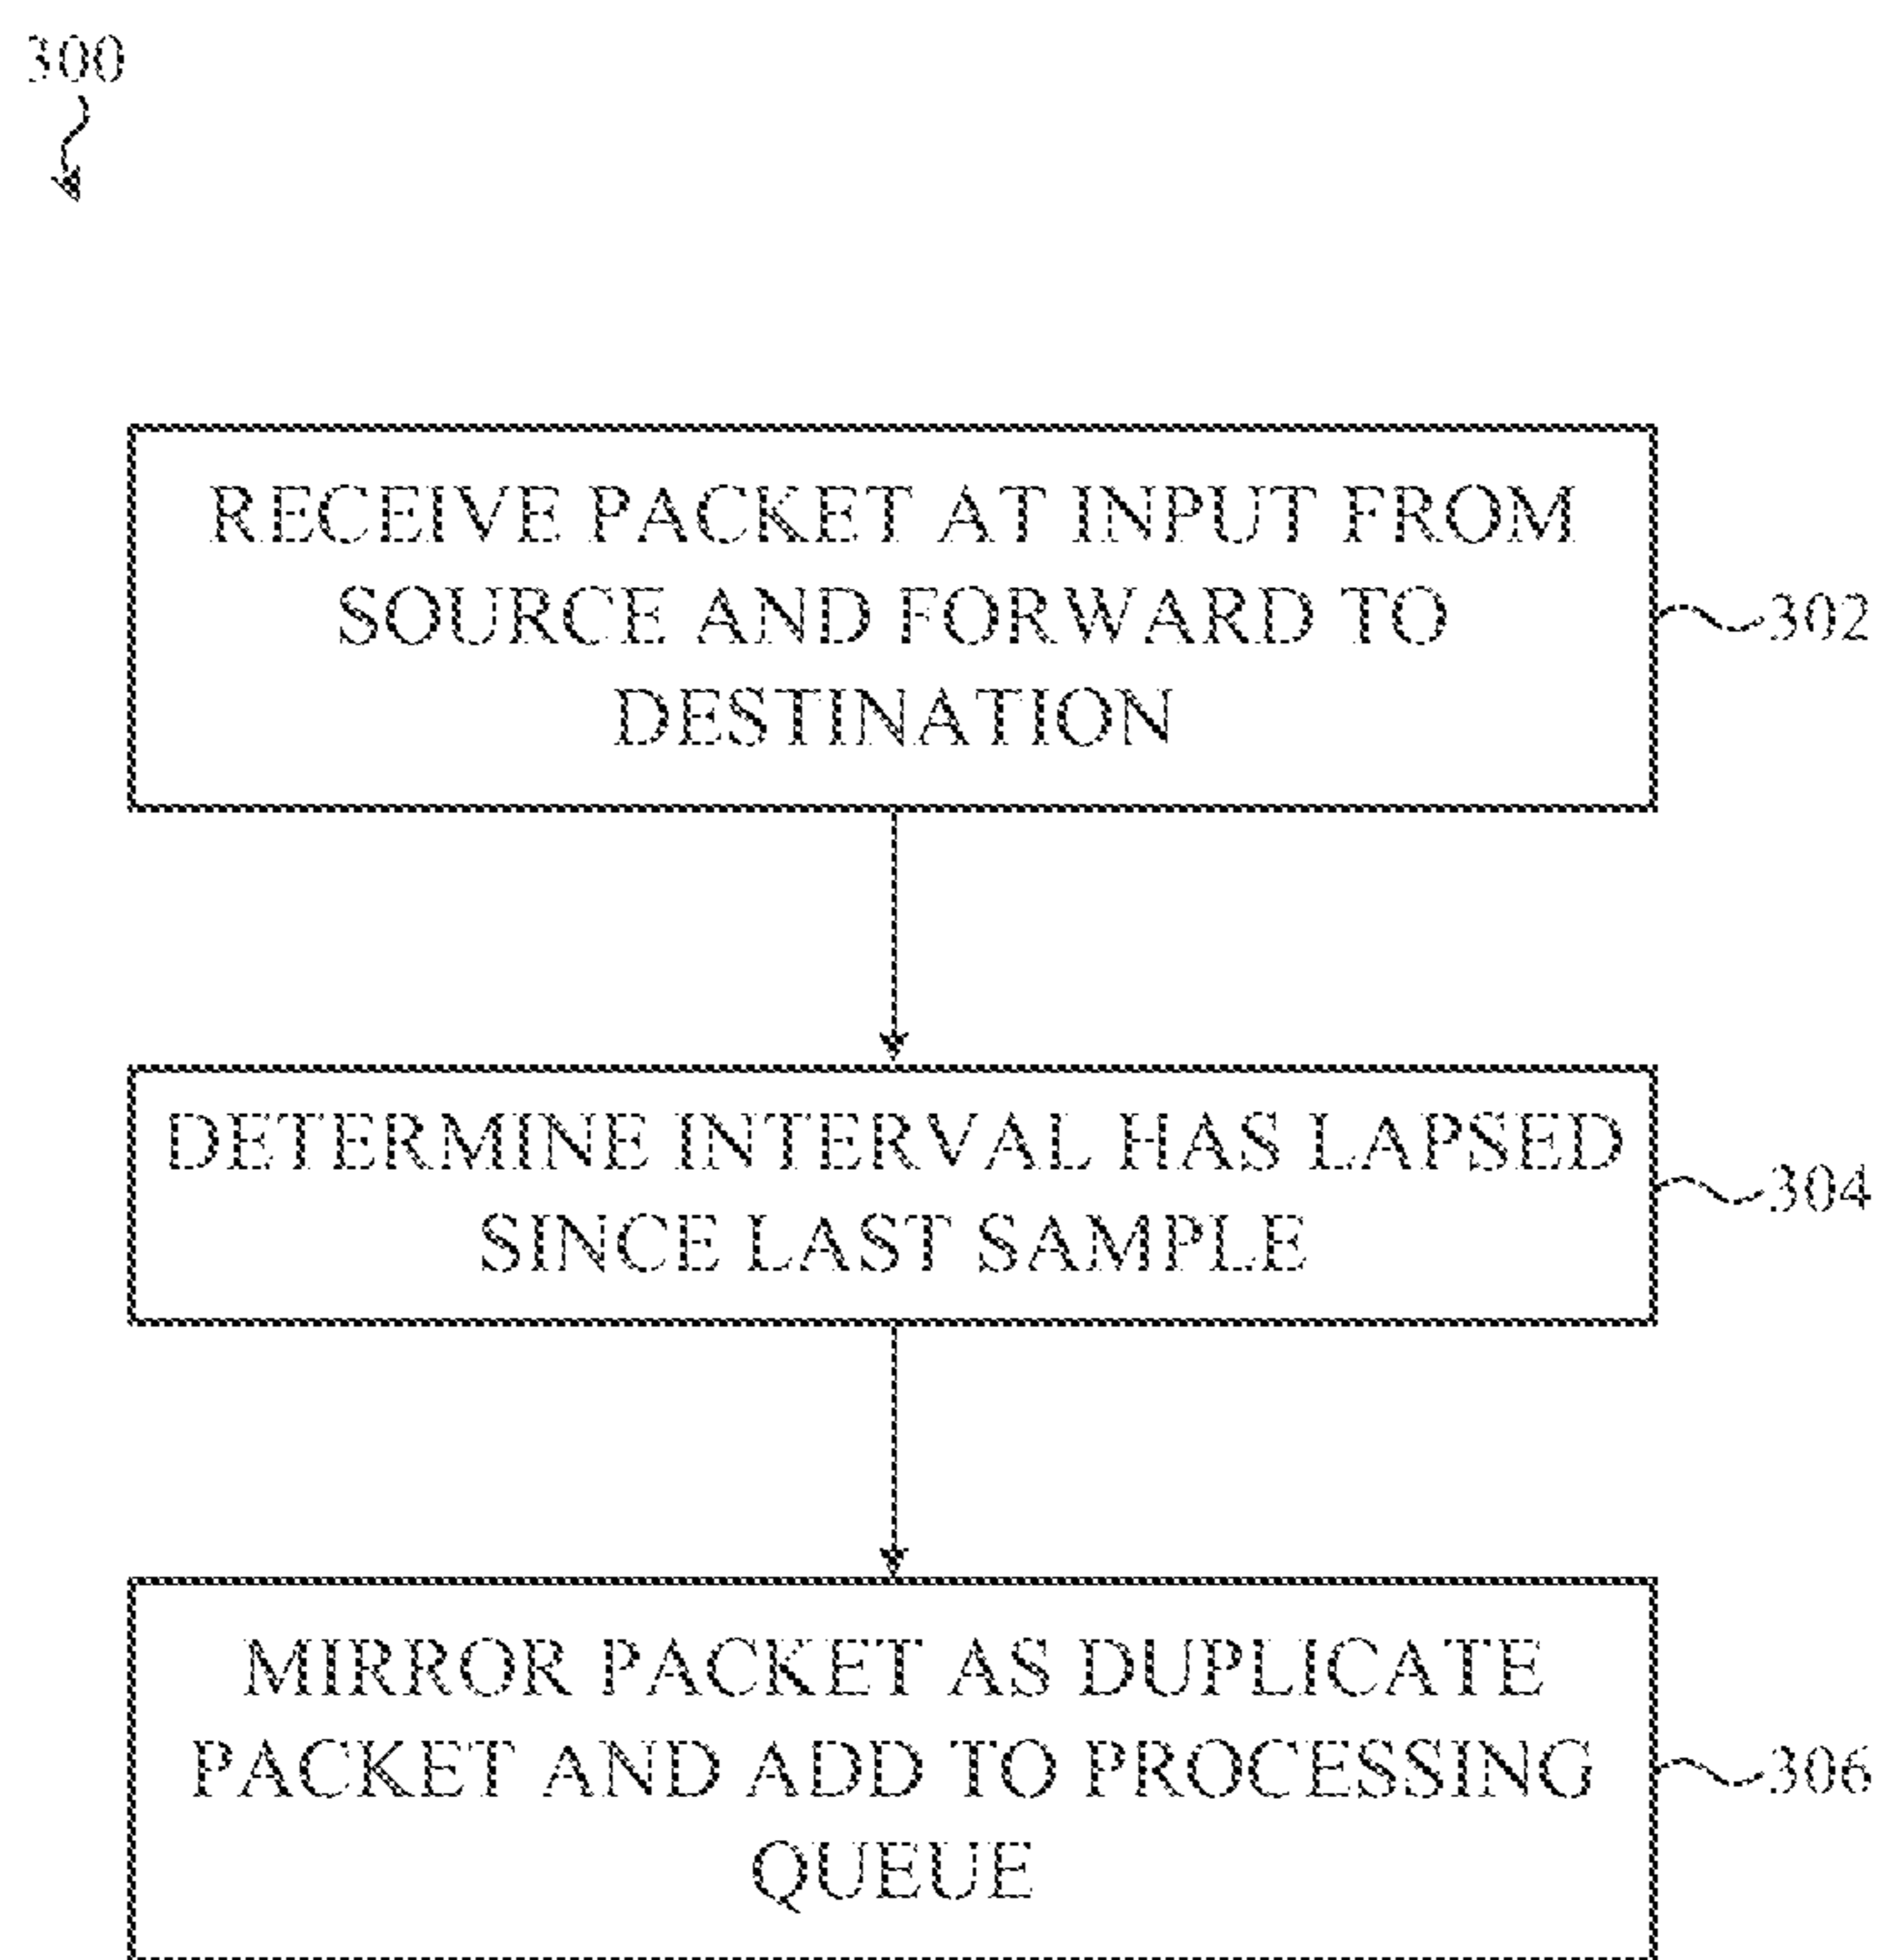 300
RECEIVE PACKET AT INPUT FROM
SOURCE AND FORWARD TO
DESTINATION
302
DETERMINE INTERVAL HAS LAPSED
SINCE LAST SAMPLE
304
MIRROR PACKET AS DUPLICATE
PACKET AND ADD TO PROCESSING
QUEUE
306